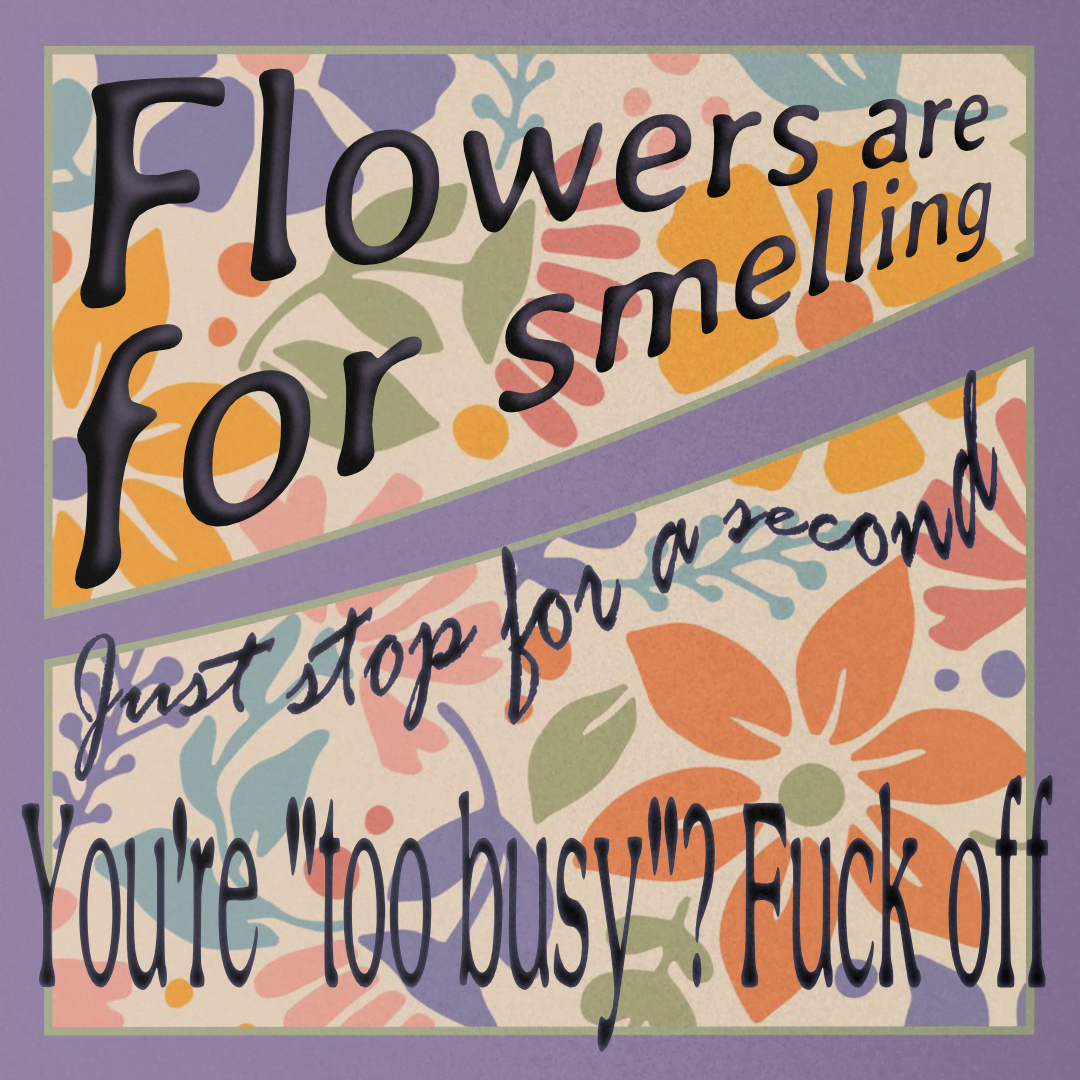 Flowers are
for smelling
Just stop for a second
You're "too busy"? Fuck off